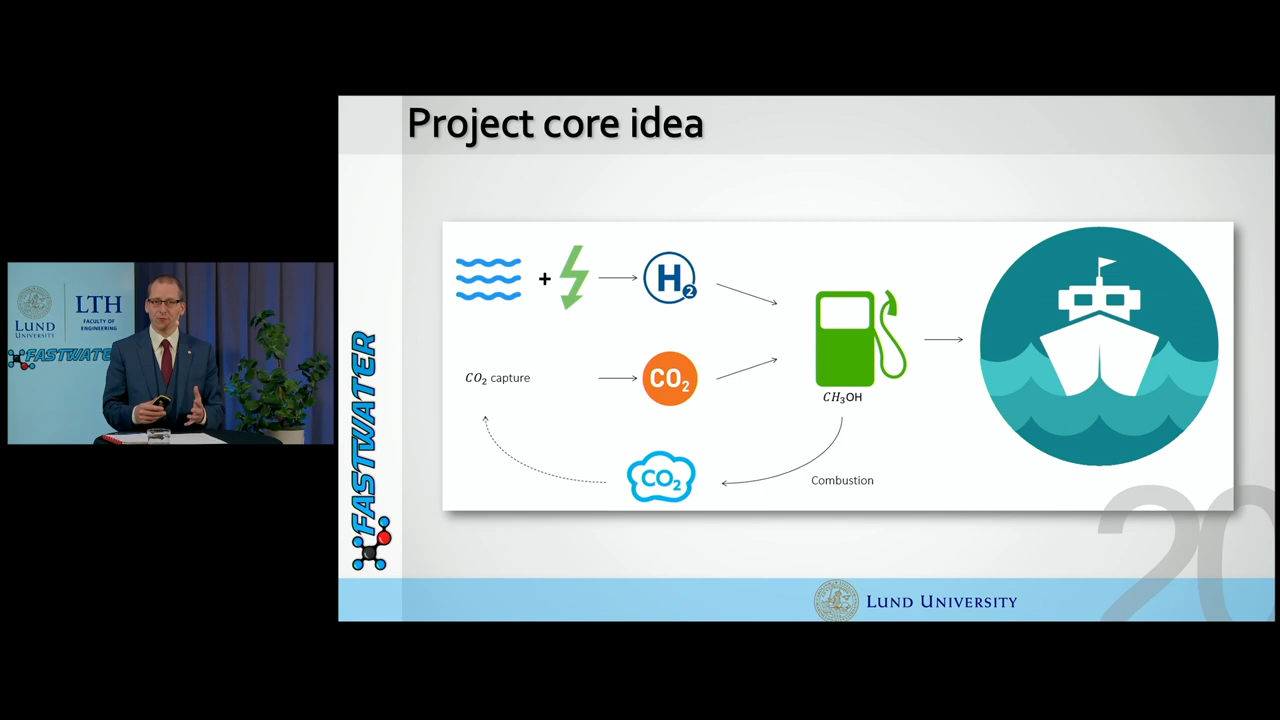 Project core idea
+
H2
CO2 capture
CO2
CH3OH
CO2
Combustion
FASTWATER
LUND UNIVERSITY
20
LUND
UNIVERSITY
LTH
FACULTY OF
ENGINEERING
FASTWATER